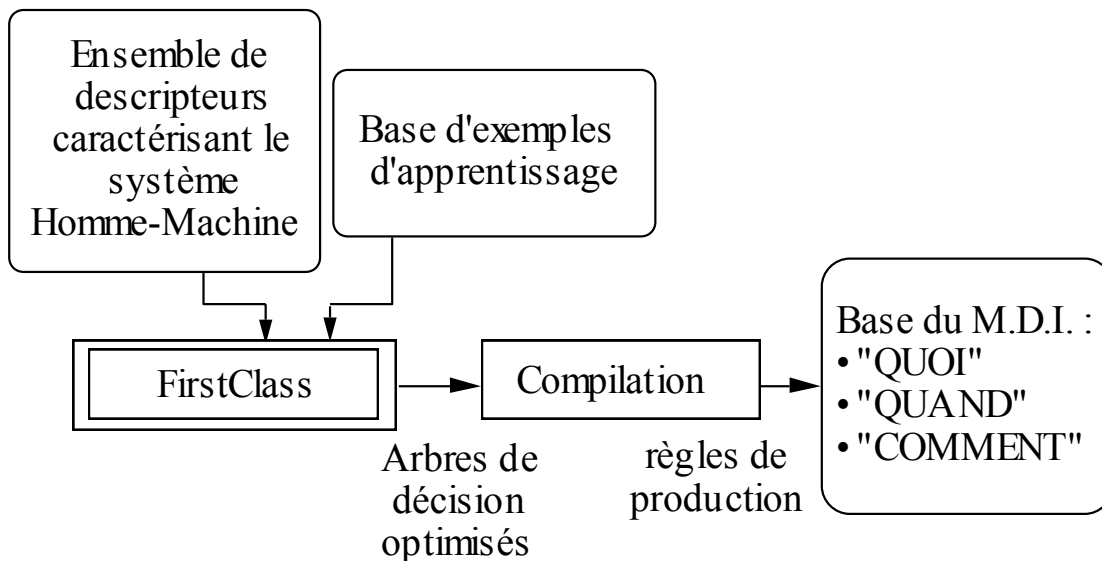 Ensemble de
descripteurs
caractérisant le
système
Homme-Machine
Base d'exemples
d'apprentissage
FirstClass
Compilation
Base du M.D.I. :
• "QUOI"
• "QUAND"
• "COMMENT"
Arbres de
décision
optimisés
règles de
production